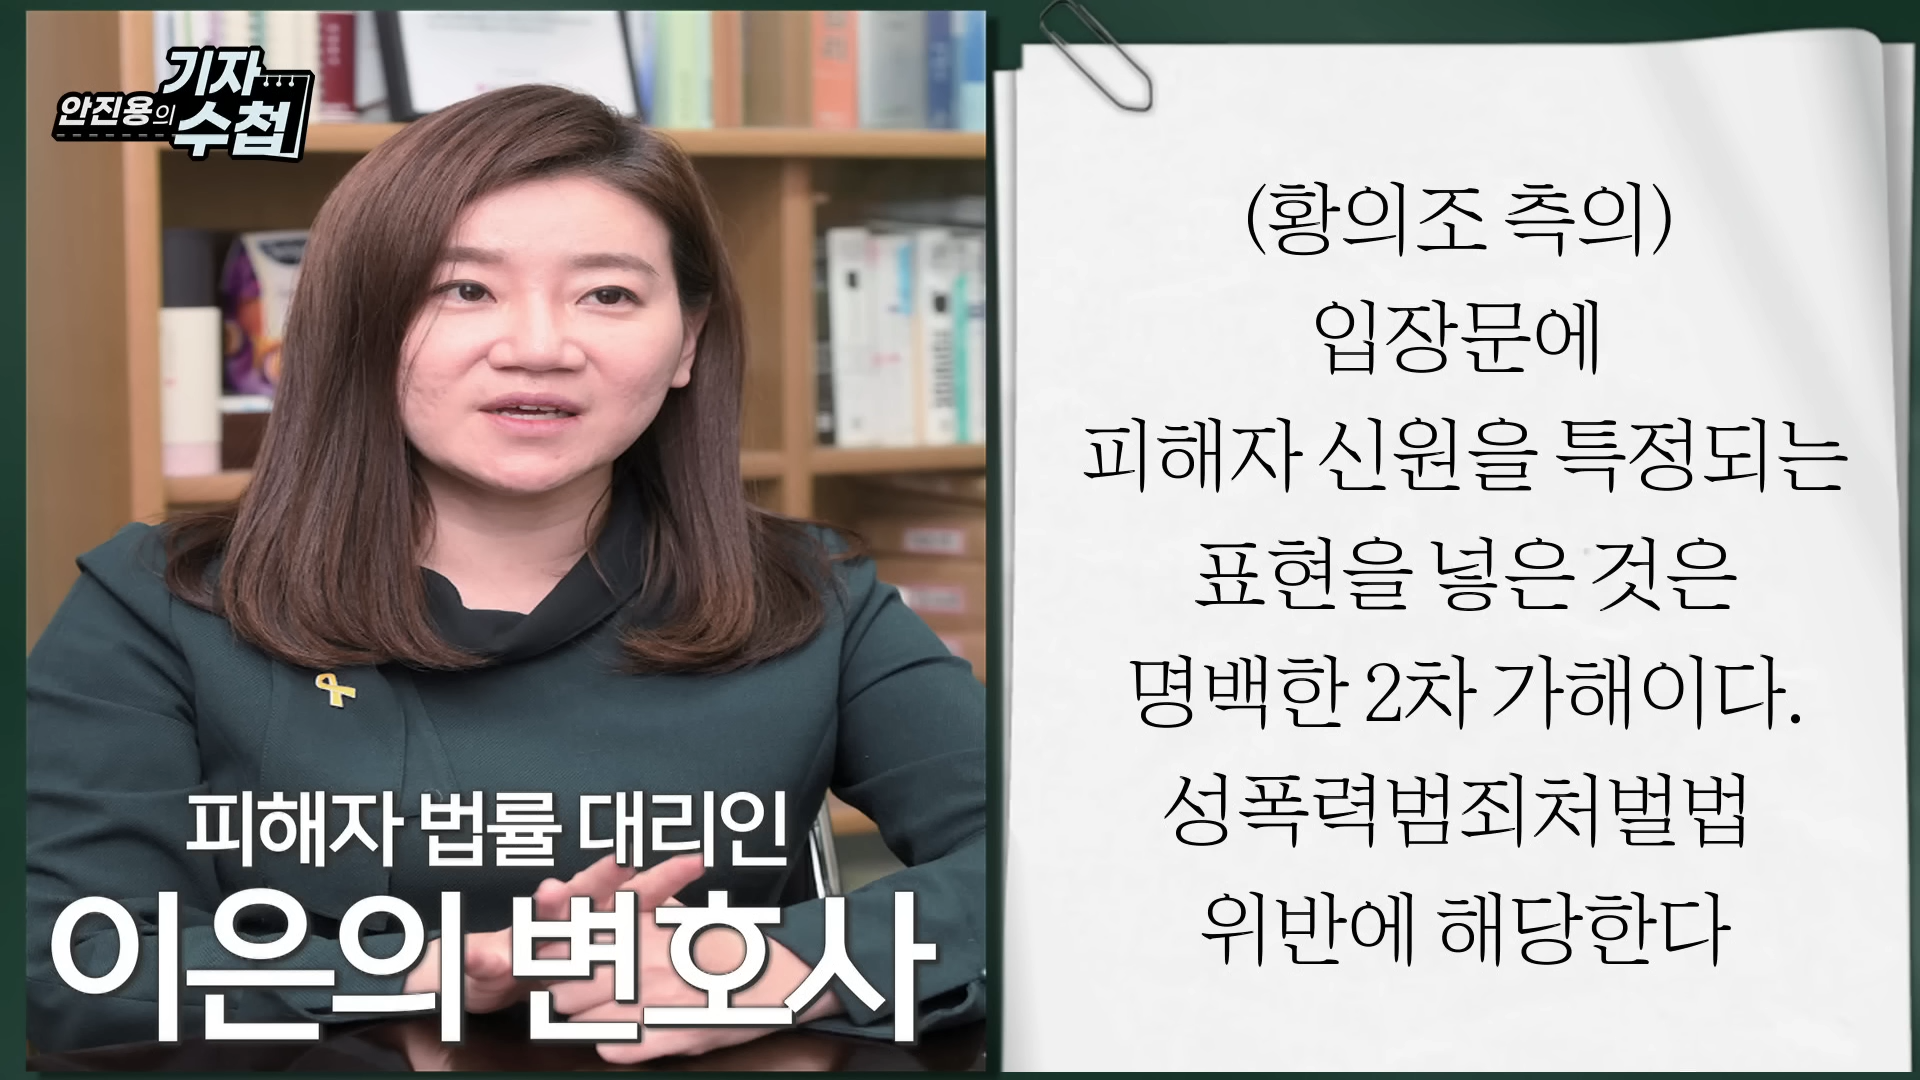 안진용의 기자수첩
피해자 법률 대리인
이은의 변호사
(황의조 측의)
입장문에
피해자 신원을 특정되는
표현을 넣은 것은
명백한 2차 가해이다.
성폭력범죄처벌법
위반에 해당한다